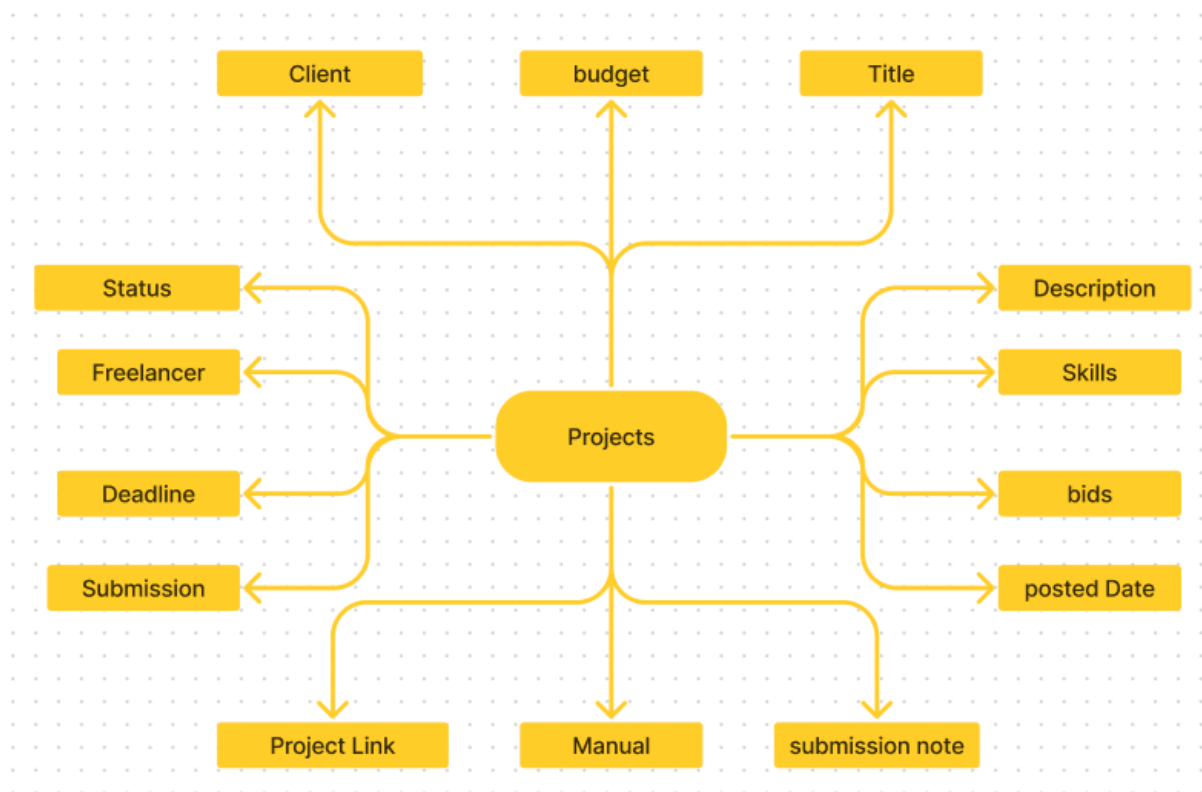 Client
budget
Title
Status
Description
Freelancer
Skills
Projects
Deadline
bids
Submission
posted Date
Project Link
Manual
submission note